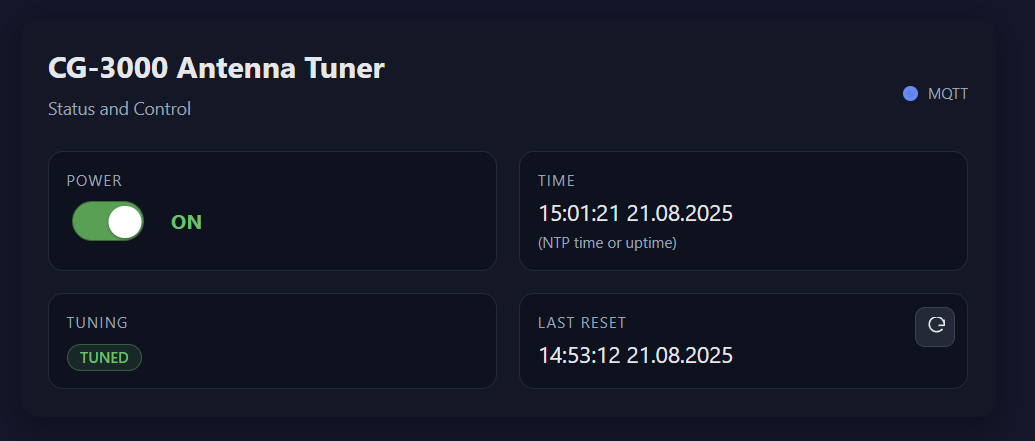 CG-3000 Antenna Tuner
Status and Control
MQTT
POWER
ON
TIME
15:01:21 21.08.2025
(NTP time or uptime)
TUNING
TUNED
LAST RESET
14:53:12 21.08.2025